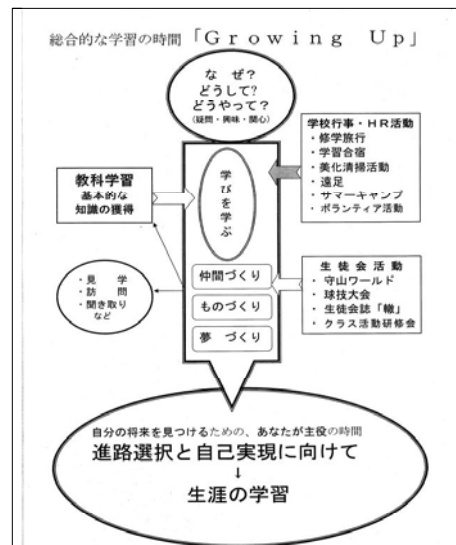 総合的な学習の時間「Ｇｒｏｗｉｎｇ　Ｕｐ」
な　ぜ？
どうして？
どうやって？
(疑問・興味・関心)
学校行事・HR活動
・修学旅行
・学習合宿
・美化清掃活動
・遠足
・サマーキャンプ
・ボランティア活動
教科学習
基本的な
知識の獲得
学びを学ぶ
仲間づくり
ものづくり
夢　づくり
・見　学
・訪　問
・聞き取り
など
生徒会活動
・守山ワールド
・球技大会
・生徒会誌「轍」
・クラス活動研修会
自分の将来を見つけるための、あなたが主役の時間
進路選択と自己実現に向けて
↓
生涯の学習